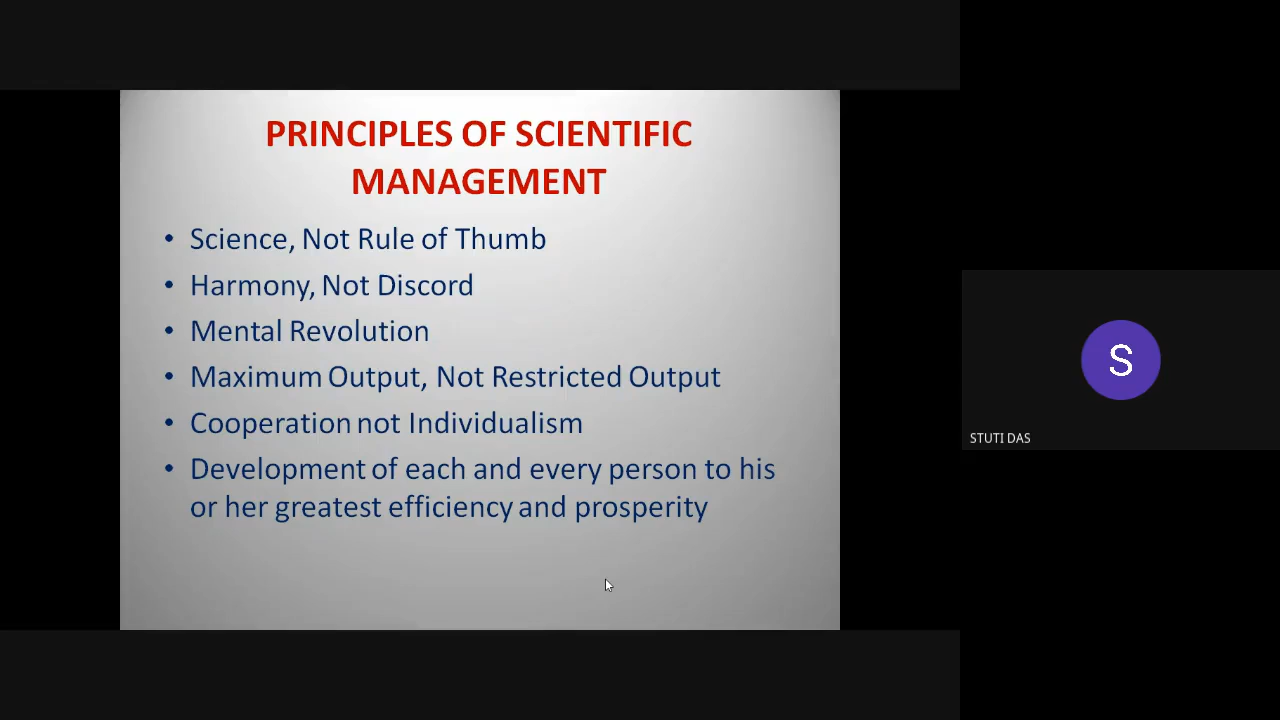 PRINCIPLES OF SCIENTIFIC
MANAGEMENT
• Science, Not Rule of Thumb
• Harmony, Not Discord
• Mental Revolution
• Maximum Output, Not Restricted Output
• Cooperation not Individualism
• Development of each and every person to his
or her greatest efficiency and prosperity
S
STUTI DAS